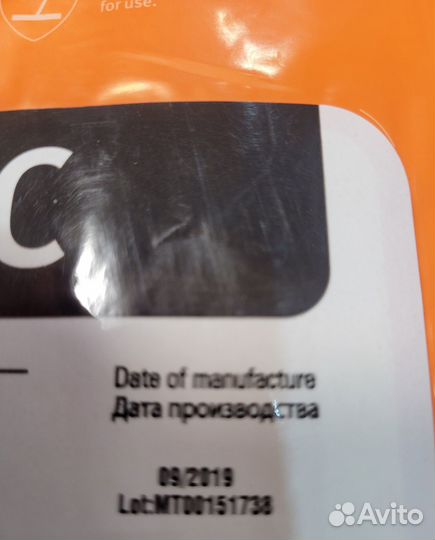 for use.
C
Date of manufacture
Дата производства
09/2019
Lot:MT00151738
Avito